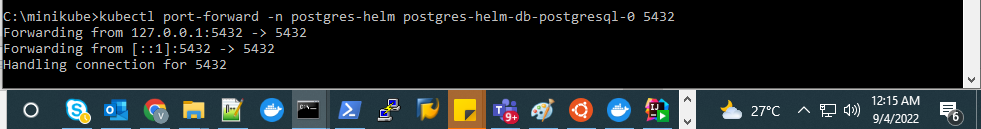 C:\minikube>kubectl port-forward -n postgres-helm postgres-helm-db-postgresql-0 5432
Forwarding from 127.0.0.1:5432 -> 5432
Forwarding from [::1]:5432 -> 5432
Handling connection for 5432
9+
27°C
12:15 AM
9/4/2022
6